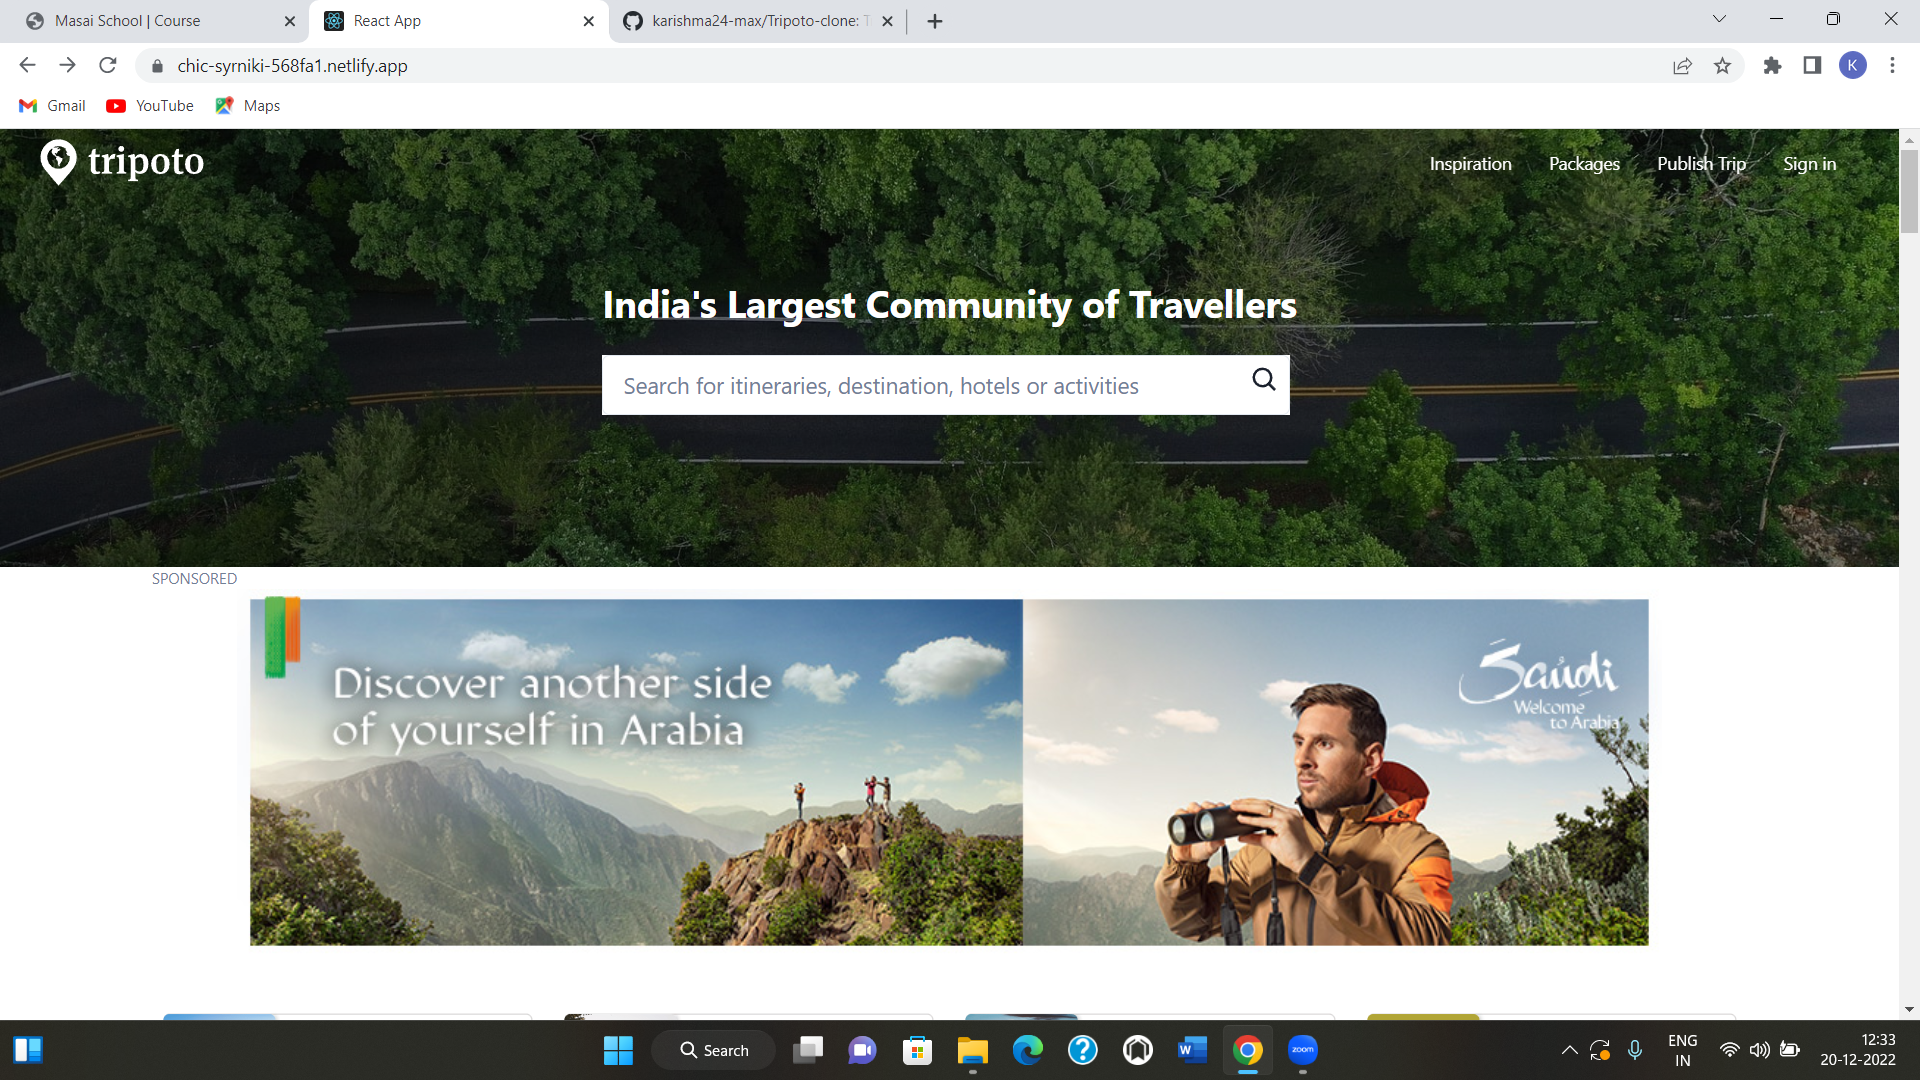 Masai School | Course
React App
karishma24-max/Tripoto-clone: T
chic-syrniki-568fa1.netlify.app
K
Gmail
YouTube
Maps
tripoto
Inspiration
Packages
Publish Trip
Sign in
India's Largest Community of Travellers
Search for itineraries, destination, hotels or activities
SPONSORED
Discover another side
of yourself in Arabia
Saudi
Welcome
to Arabia
Search
W
zoom
ENG
IN
12:33
20-12-2022